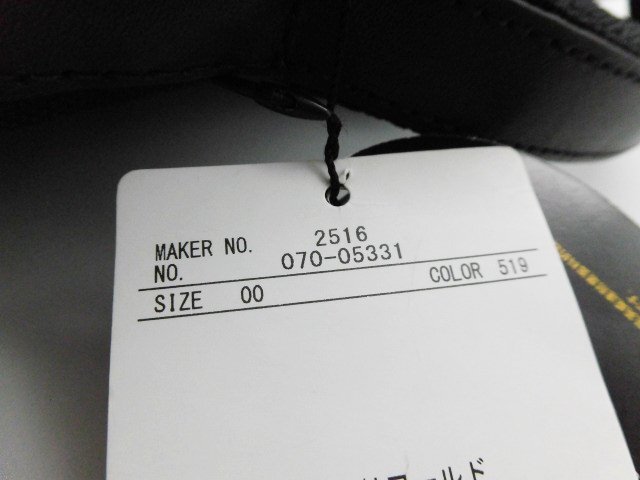 MAKER NO. 2516
NO. 070-05331
SIZE 00 COLOR 519